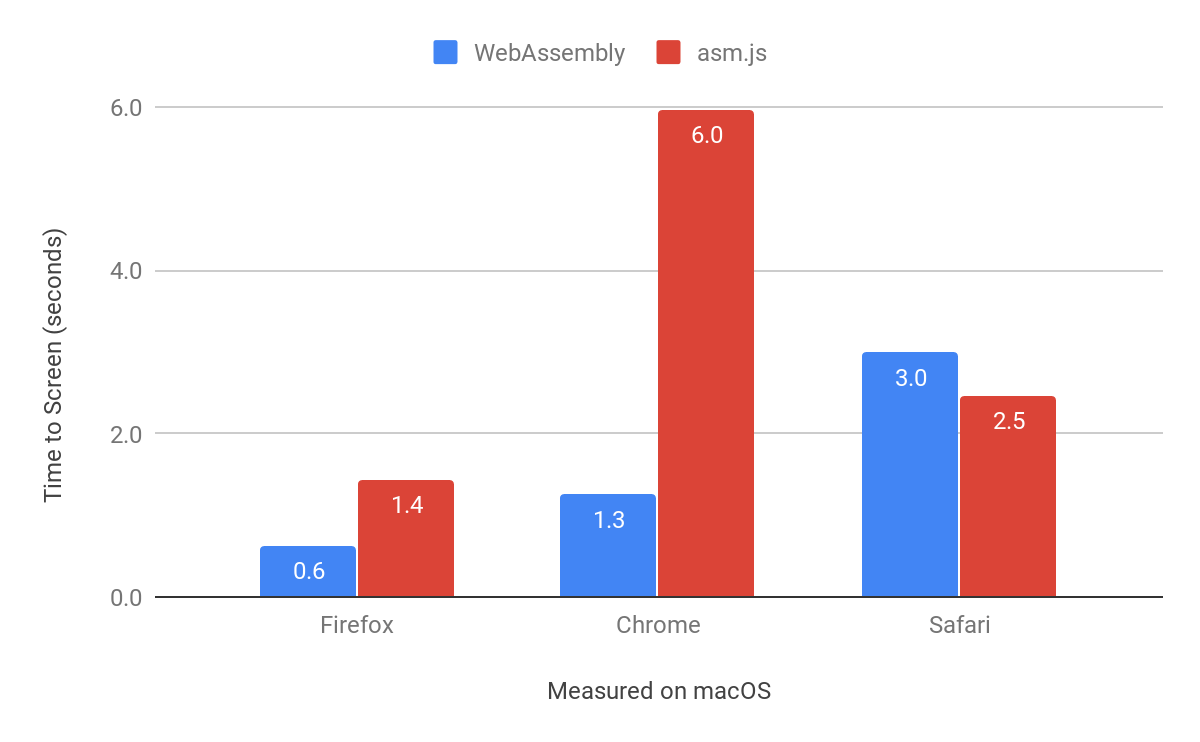 WebAssembly asm.js
6.0
4.0
2.0
0.0
Time to Screen (seconds)
0.6
1.4
1.3
6.0
3.0
2.5
Firefox Chrome Safari
Measured on macOS